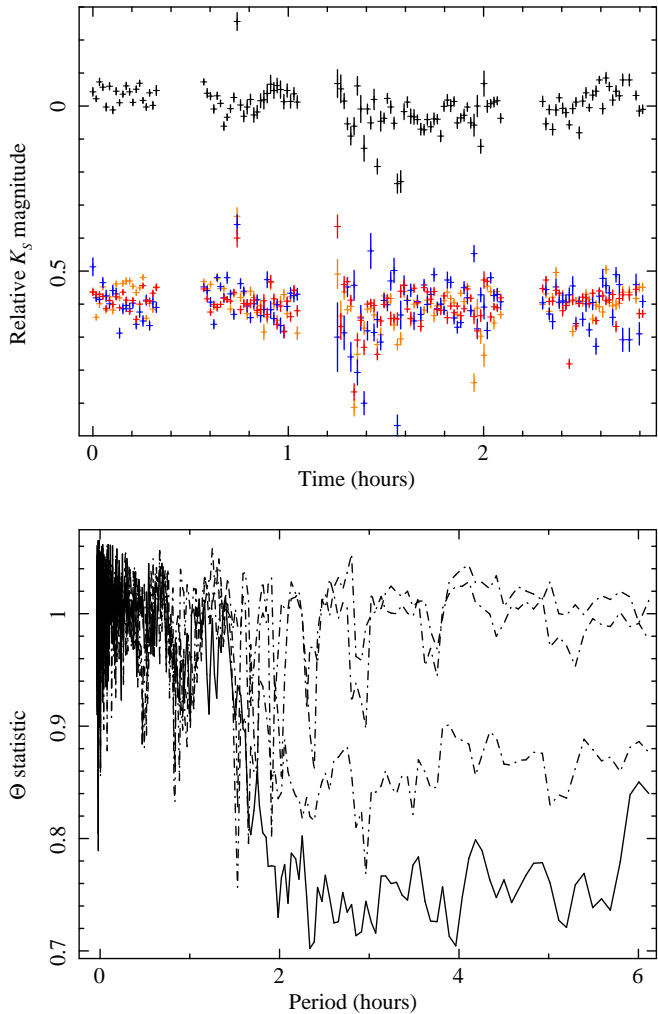 0
0.5
Relative K_S magnitude
0 1 2
Time (hours)
1
0.9
0.8
0.7
Θ statistic
0 2 4 6
Period (hours)